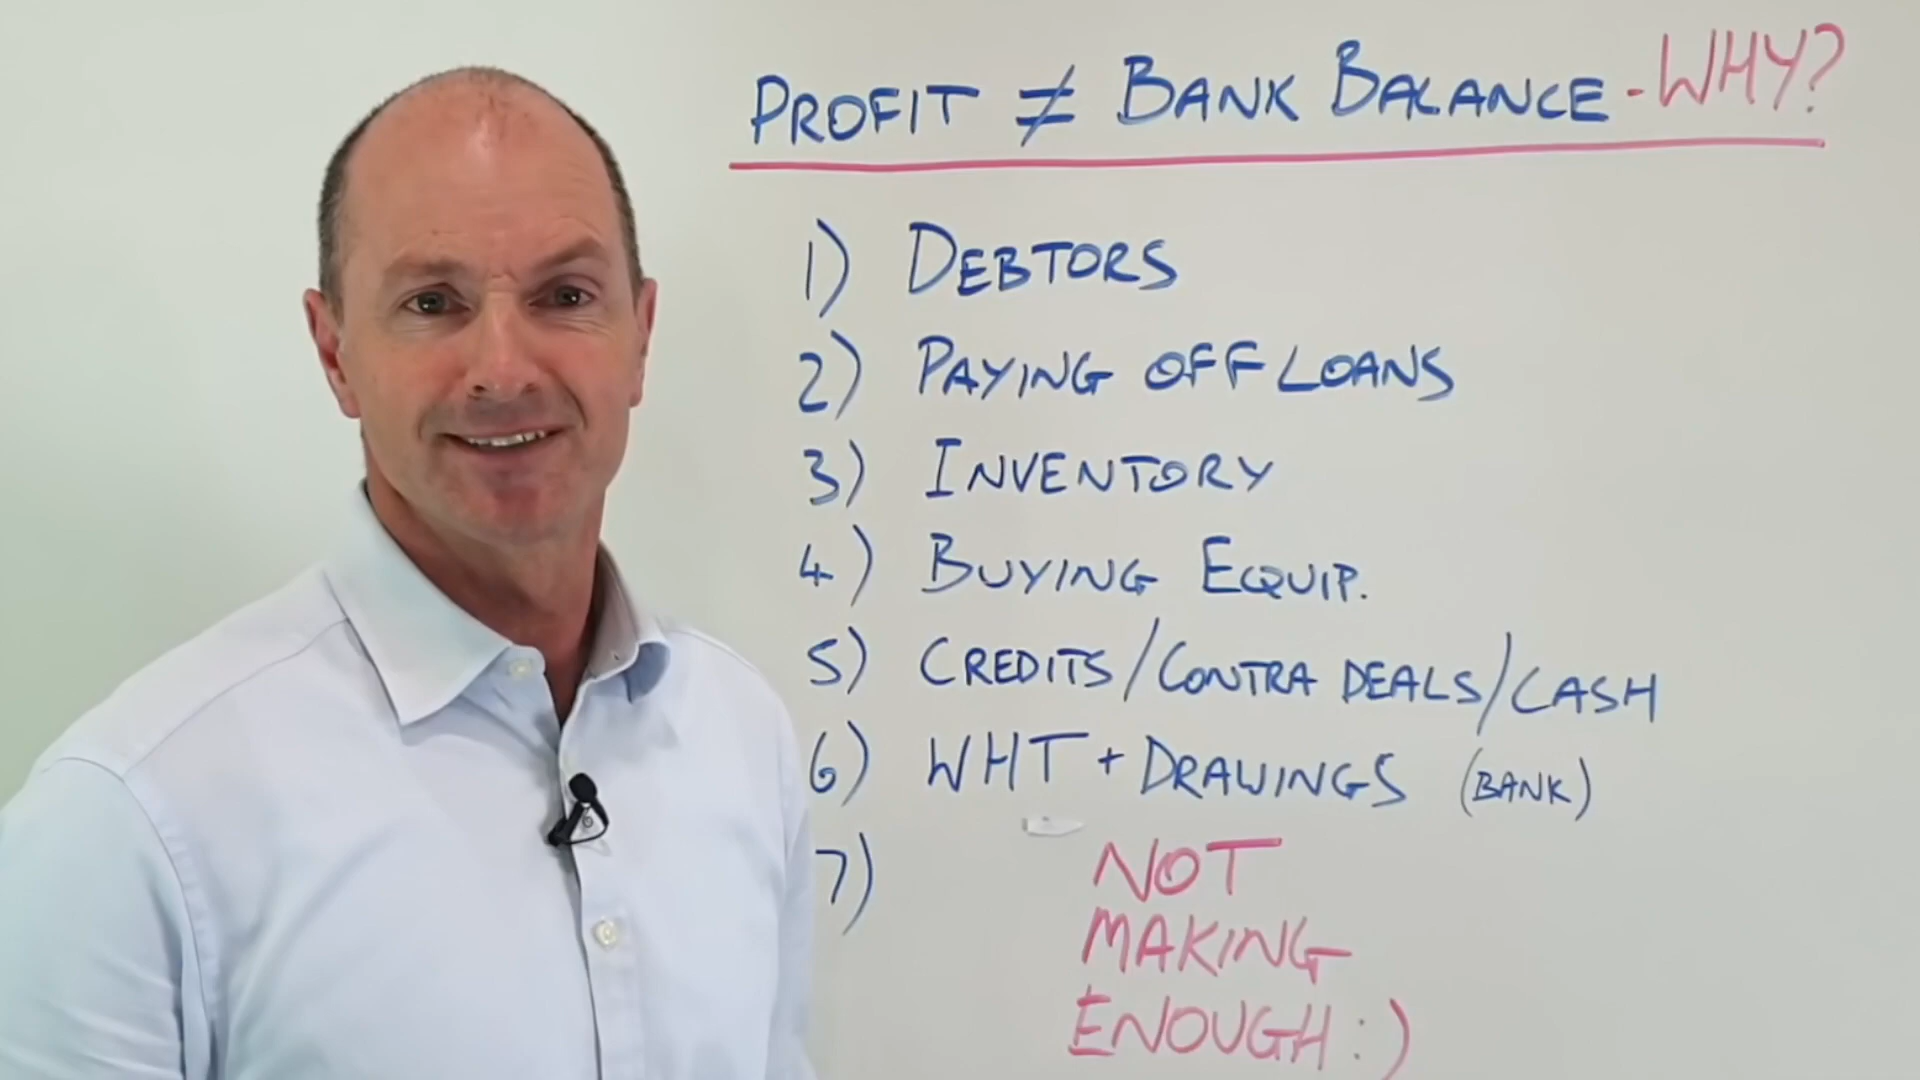 PROFIT ≠ BANK BALANCE - WHY?
1) DEBTORS
2) PAYING OFF LOANS
3) INVENTORY
4) BUYING EQUIP.
5) CREDITS/CONTRA DEALS/CASH
6) WHT + DRAWINGS (BANK)
7) NOT
MAKING
ENOUGH :)